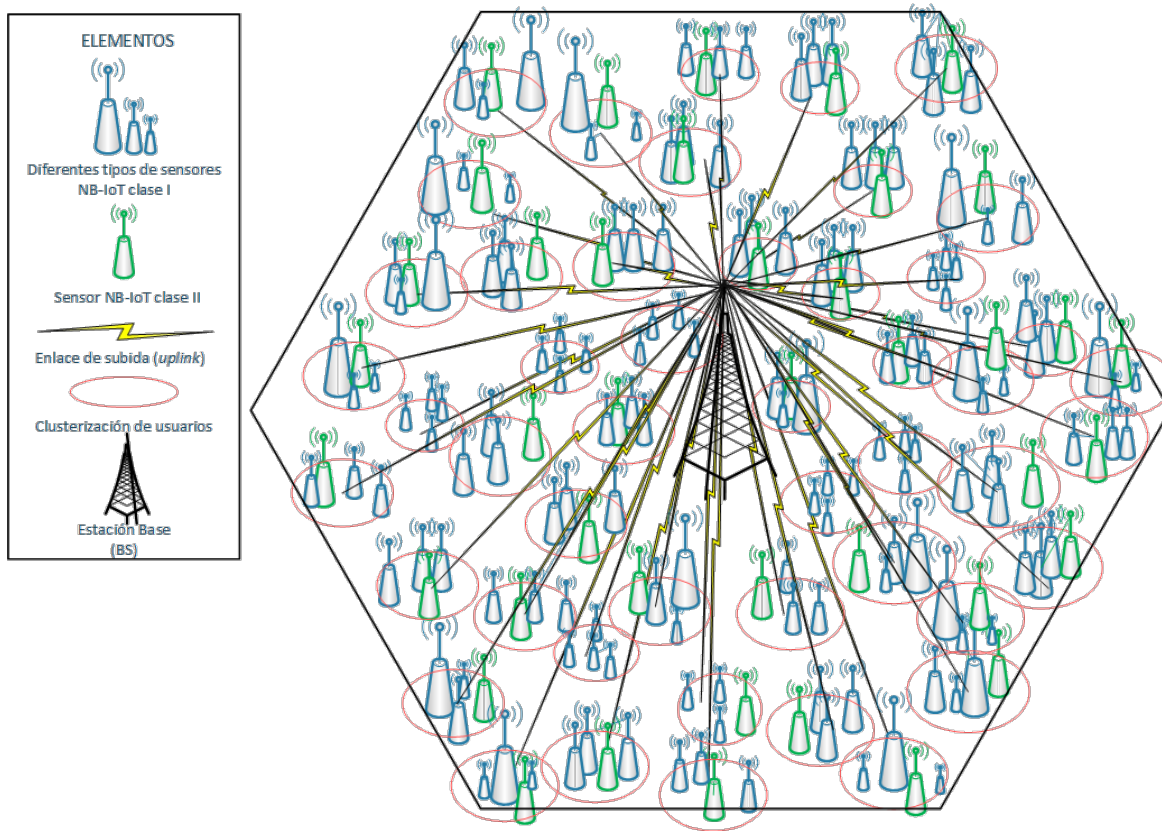 ELEMENTOS
Diferentes tipos de sensores
NB-IoT clase I
Sensor NB-IoT clase II
Enlace de subida (uplink)
Clusterización de usuarios
Estación Base
(BS)